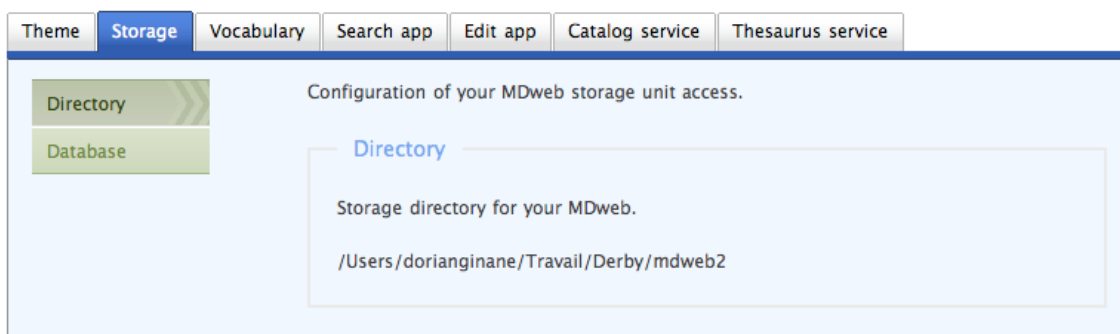 Theme Storage Vocabulary Search app Edit app Catalog service Thesaurus service
Directory
Database
Configuration of your MDweb storage unit access.
Directory
Storage directory for your MDweb.
/Users/dorianginane/Travail/Derby/mdweb2